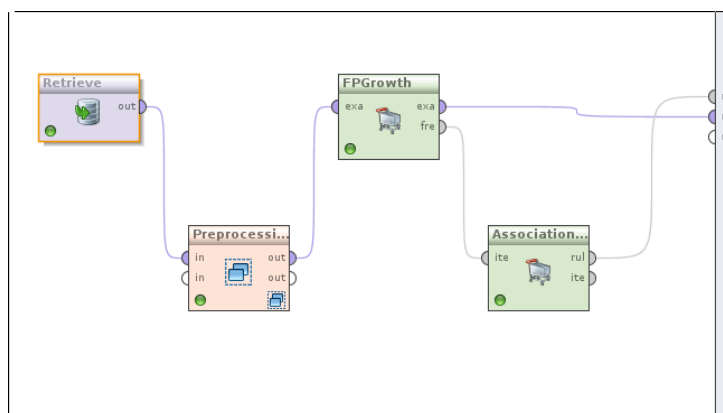 Retrieve
out
FPGrowth
exa
exa
fre
Preprocessi...
in
out
in
out
Association...
ite
rul
ite